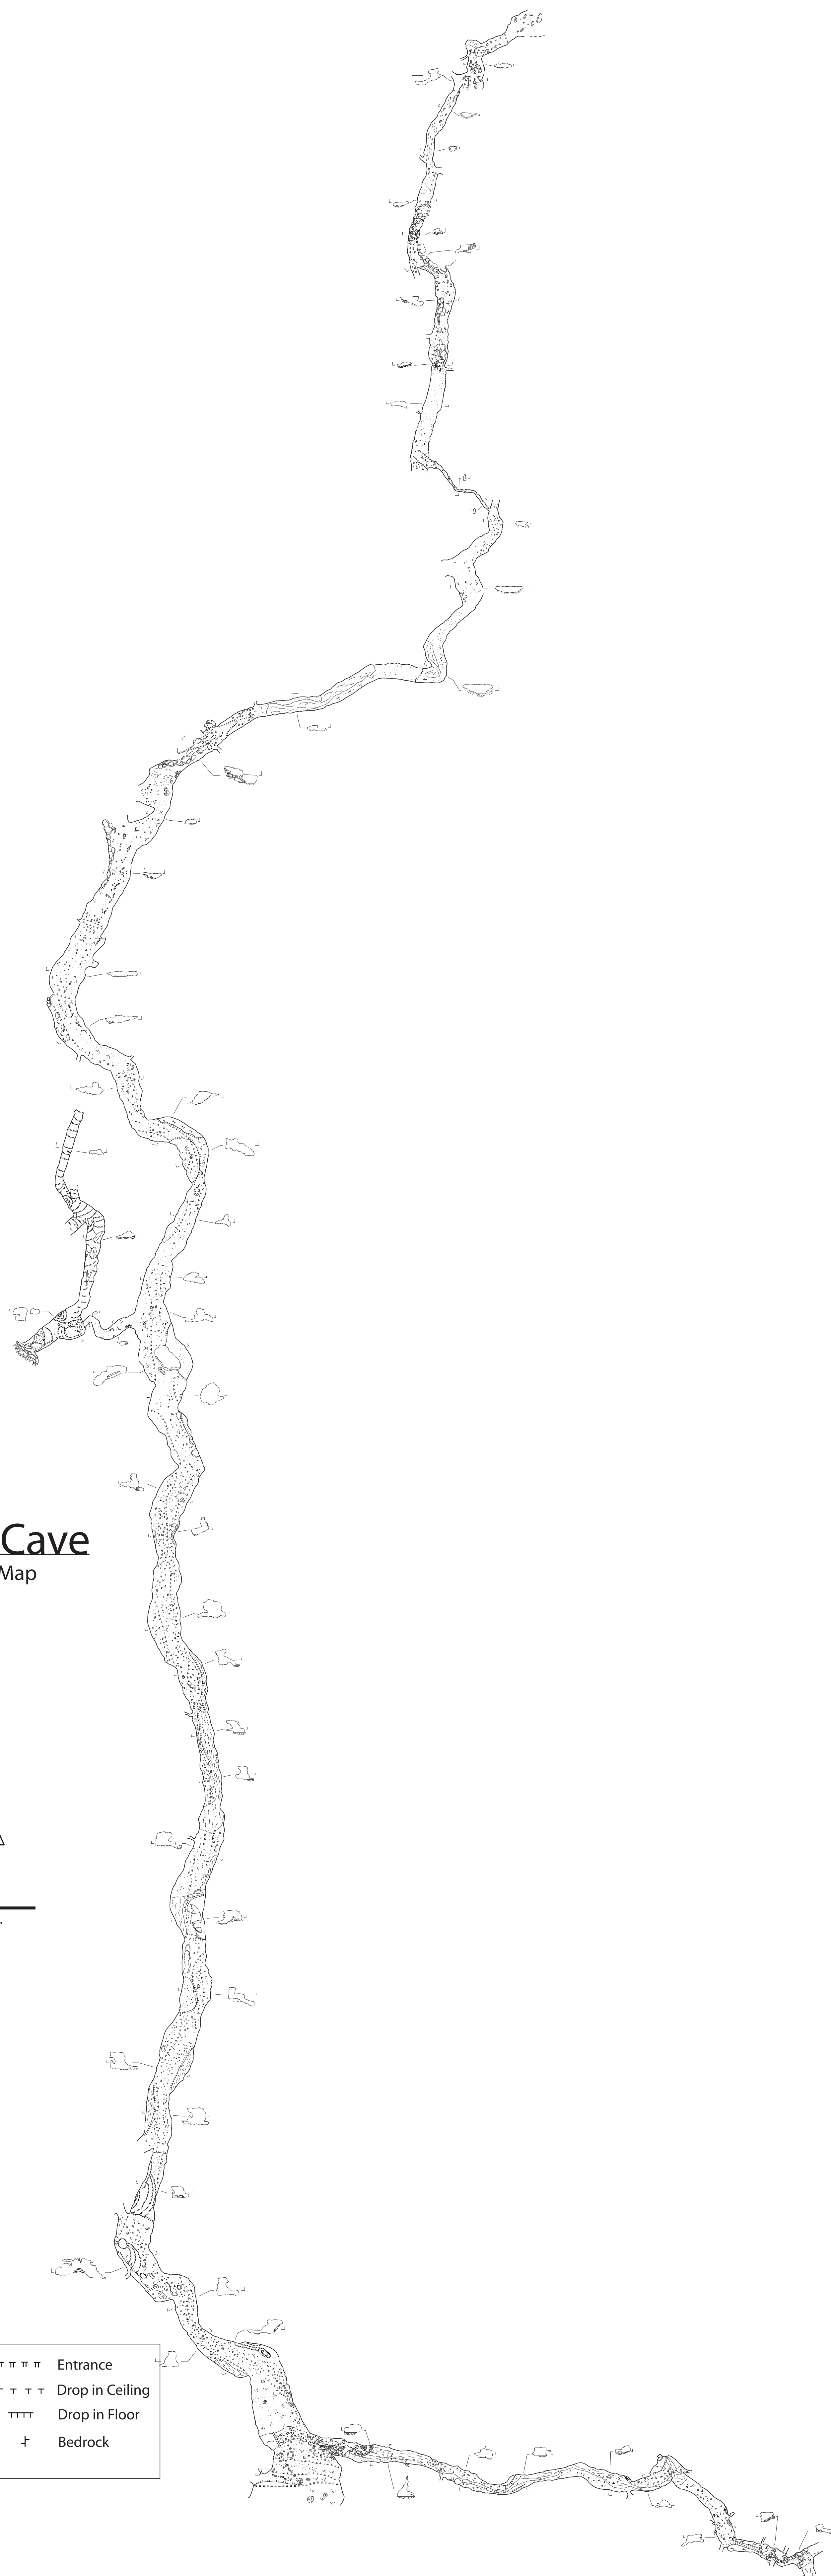 Cave
Map
Entrance
Drop in Ceiling
Drop in Floor
Bedrock